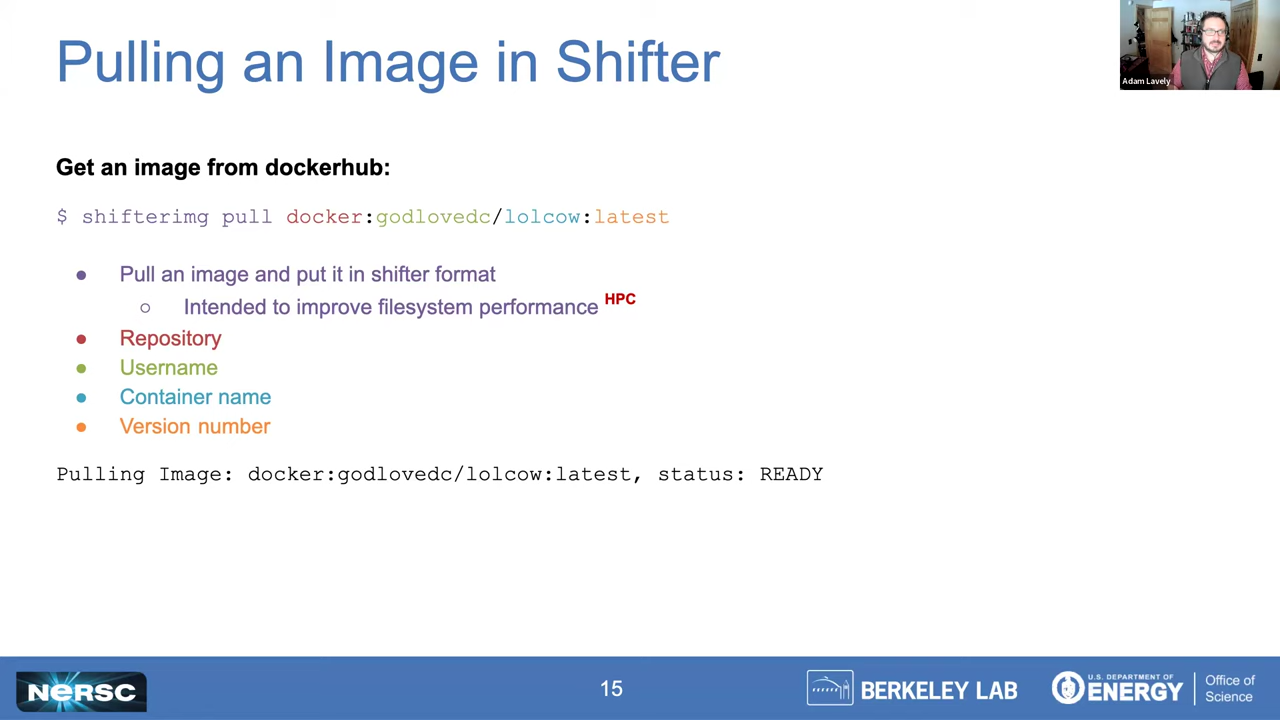 Pulling an Image in Shifter
Adam Lavely
Get an image from dockerhub:
$ shifterimg pull docker:godlovedc/lolcow:latest
● Pull an image and put it in shifter format
○ Intended to improve filesystem performance HPC
● Repository
● Username
● Container name
● Version number
Pulling Image: docker:godlovedc/lolcow:latest, status: READY
NERSC
15
BERKELEY LAB
U.S. DEPARTMENT OF
ENERGY
Office of
Science